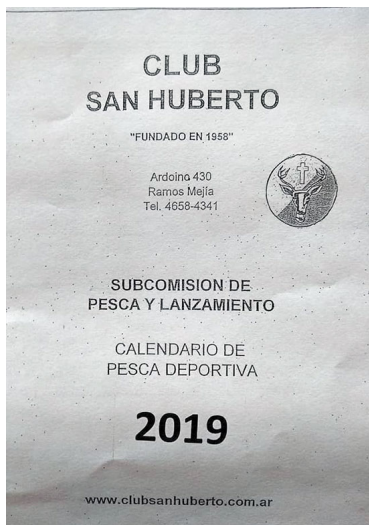 CLUB
SAN HUBERTO
"FUNDADO EN 1958"
Ardoino 430
Ramos Mejía
Tel. 4658-4341
SUBCOMISION DE
PESCA Y LANZAMIENTO
CALENDARIO DE
PESCA DEPORTIVA
2019
www.clubsanhuberto.com.ar